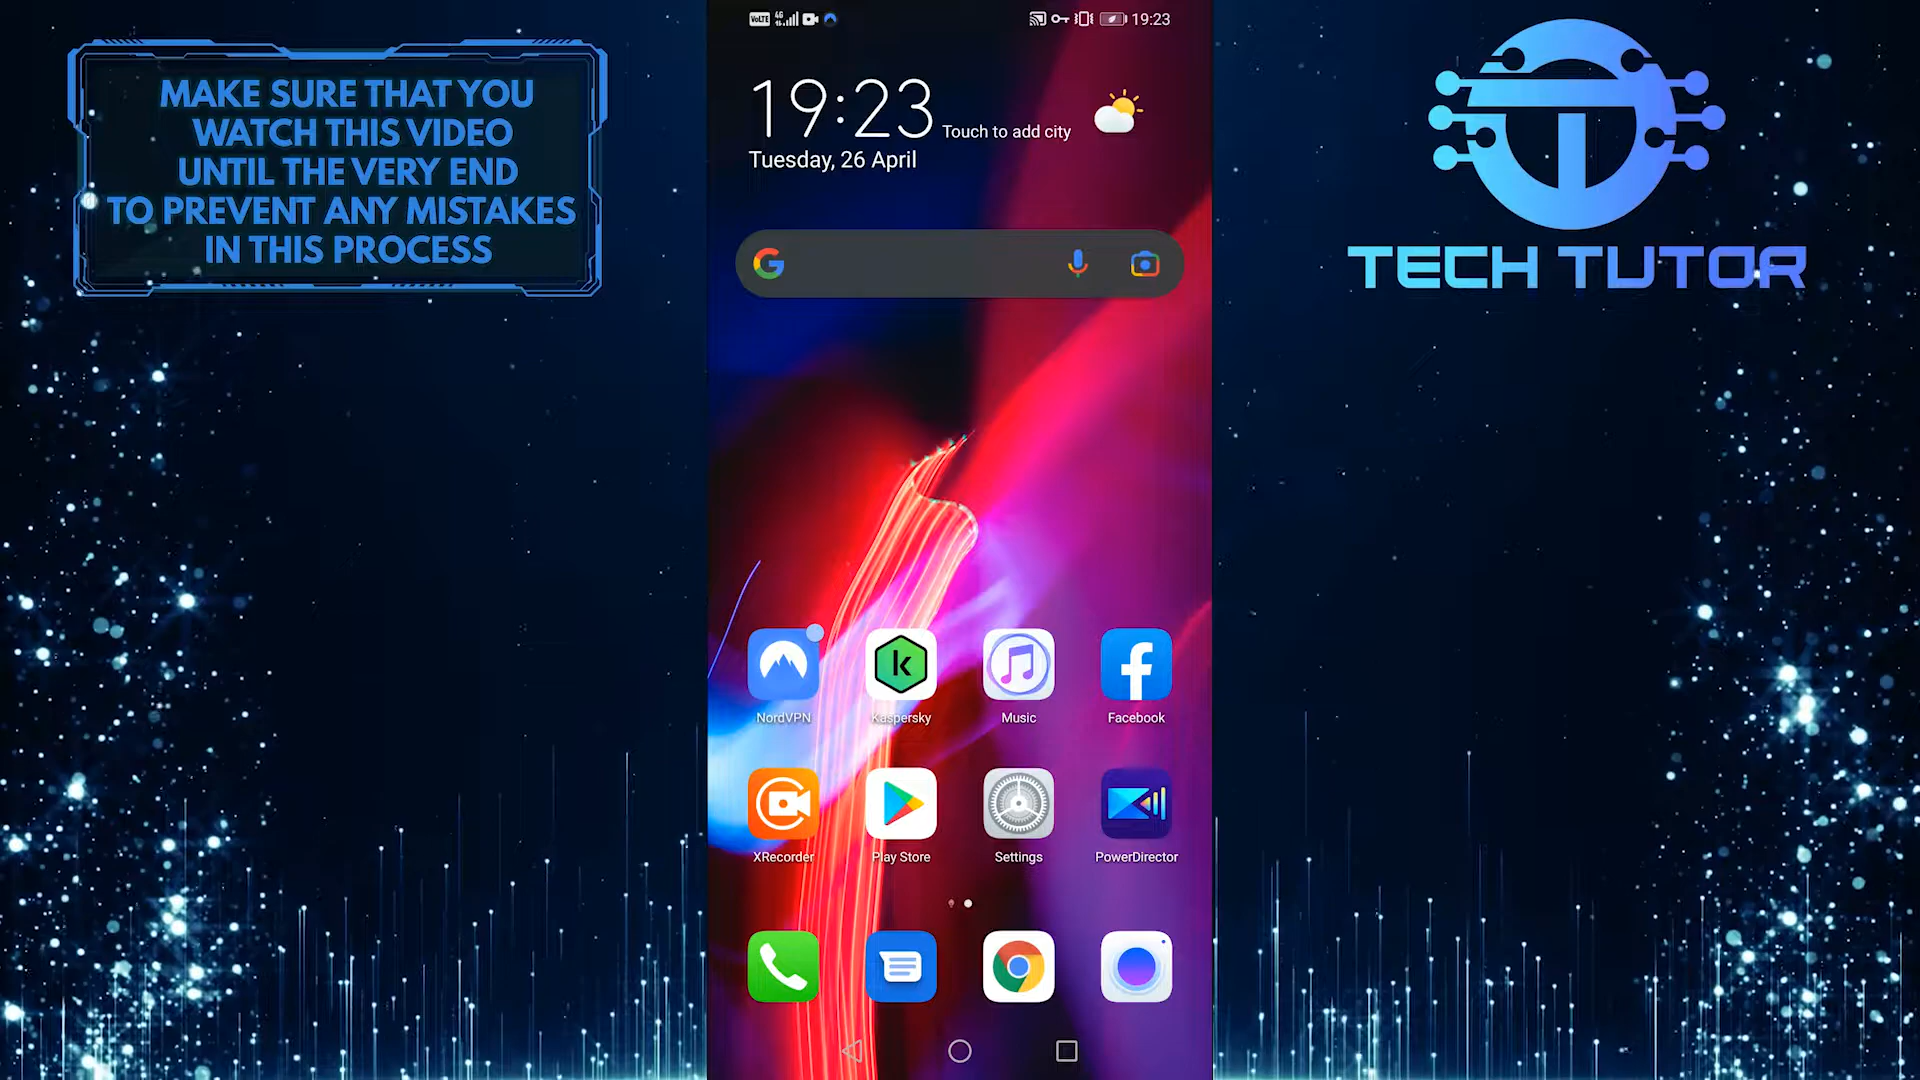 MAKE SURE THAT YOU
WATCH THIS VIDEO
UNTIL THE VERY END
TO PREVENT ANY MISTAKES
IN THIS PROCESS
VoLTE 4G 19:23
19:23 Touch to add city
Tuesday, 26 April
NordVPN Kaspersky Music Facebook
XRecorder Play Store Settings PowerDirector
TECH TUTOR